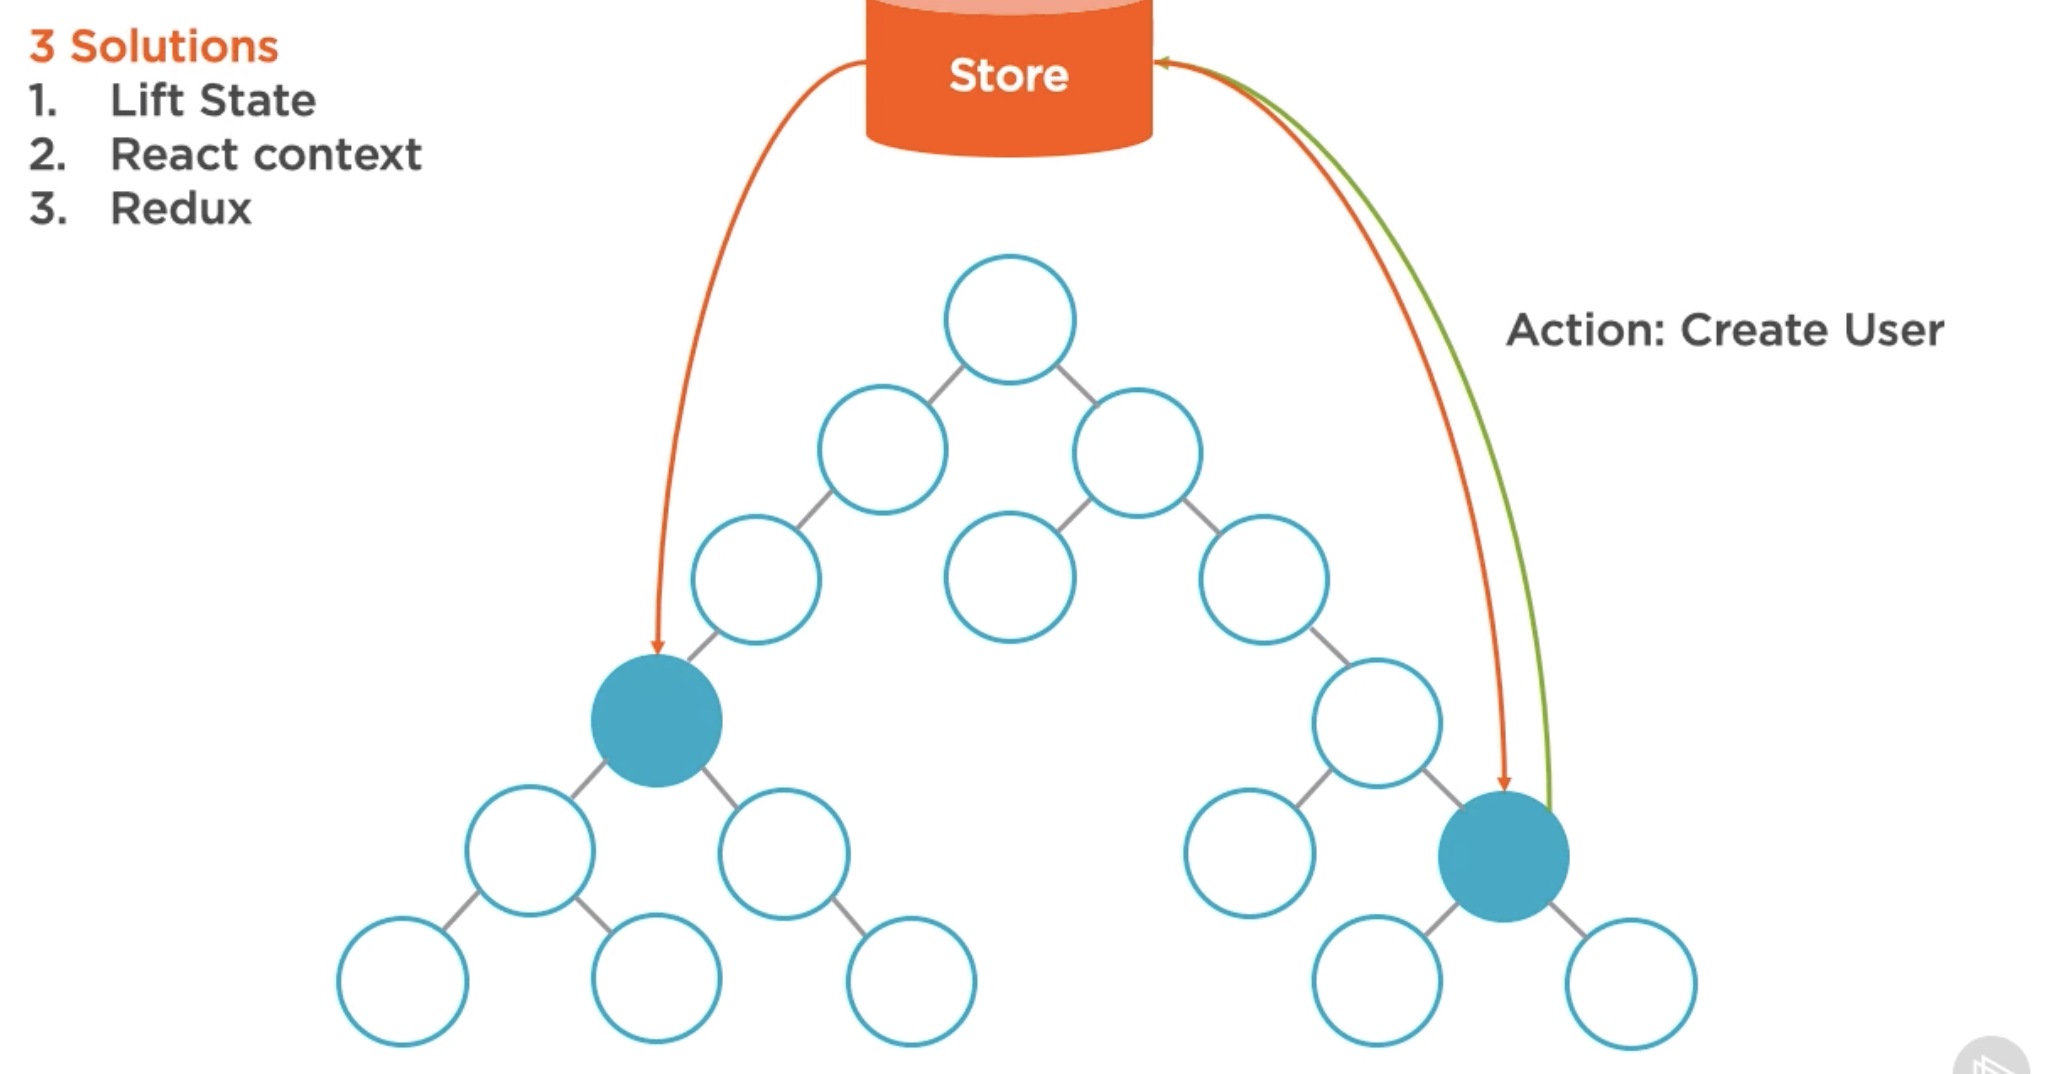 3 Solutions
1. Lift State
2. React context
3. Redux
Store
Action: Create User